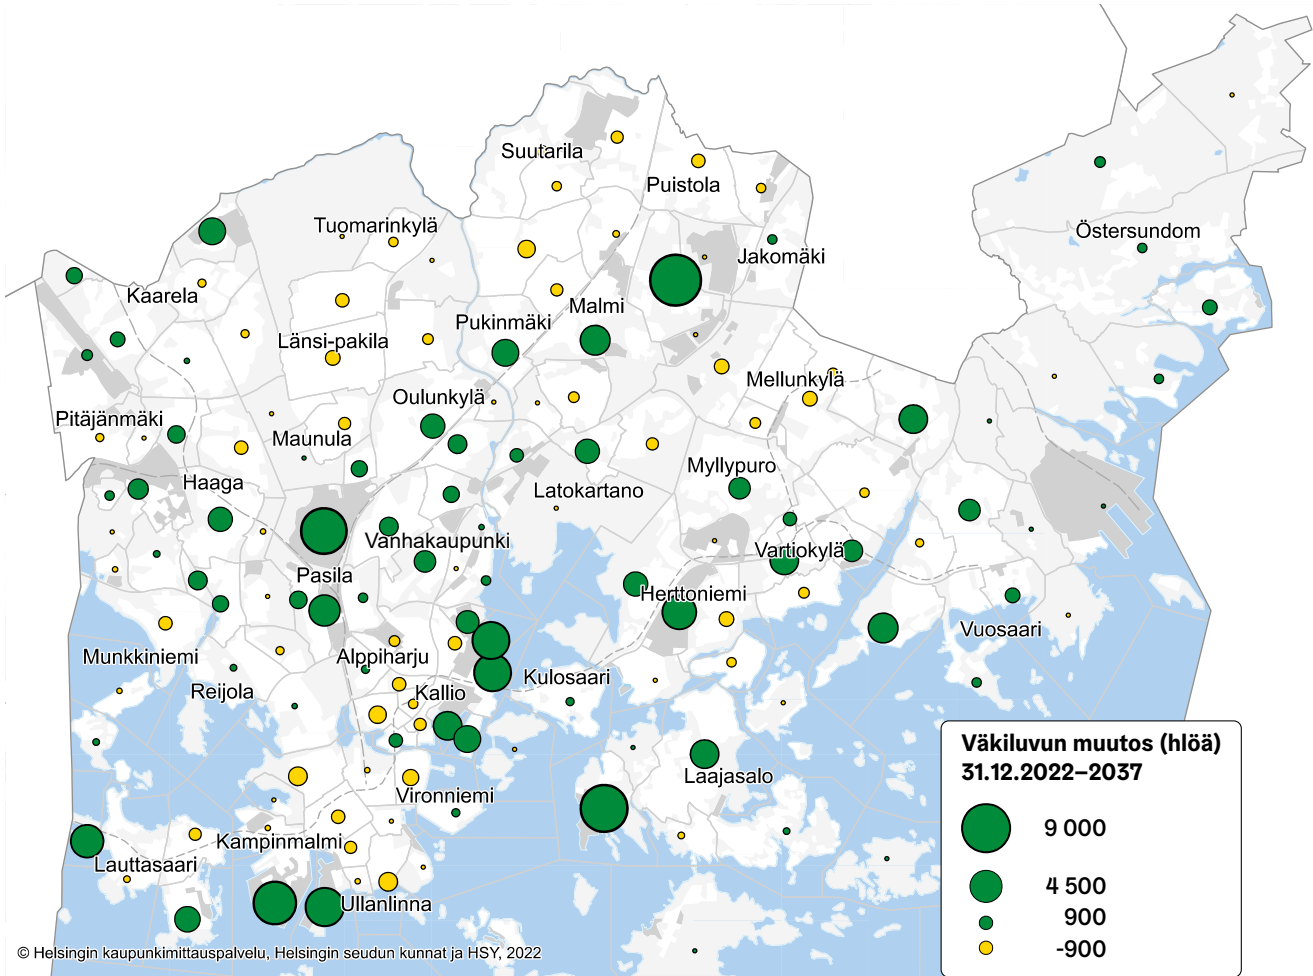 Suutarila
Puistola
Tuomarinkylä
Östersundom
Jakomäki
Kaarela
Malmi
Pukinmäki
Länsi-pakila
Mellunkylä
Oulunkylä
Pitäjänmäki
Maunula
Myllypuro
Haaga
Latokartano
Vanhakaupunki
Vartiokylä
Pasila
Herttoniemi
Vuosaari
Munkkiniemi
Alppiharju
Kulosaari
Reijola
Kallio
Laajasalo
Vironniemi
Kampinmalmi
Lauttasaari
Ullanlinna
Väkiluvun muutos (hlöä)
31.12.2022–2037
9 000
4 500
900
-900
© Helsingin kaupunkimittauspalvelu, Helsingin seudun kunnat ja HSY, 2022